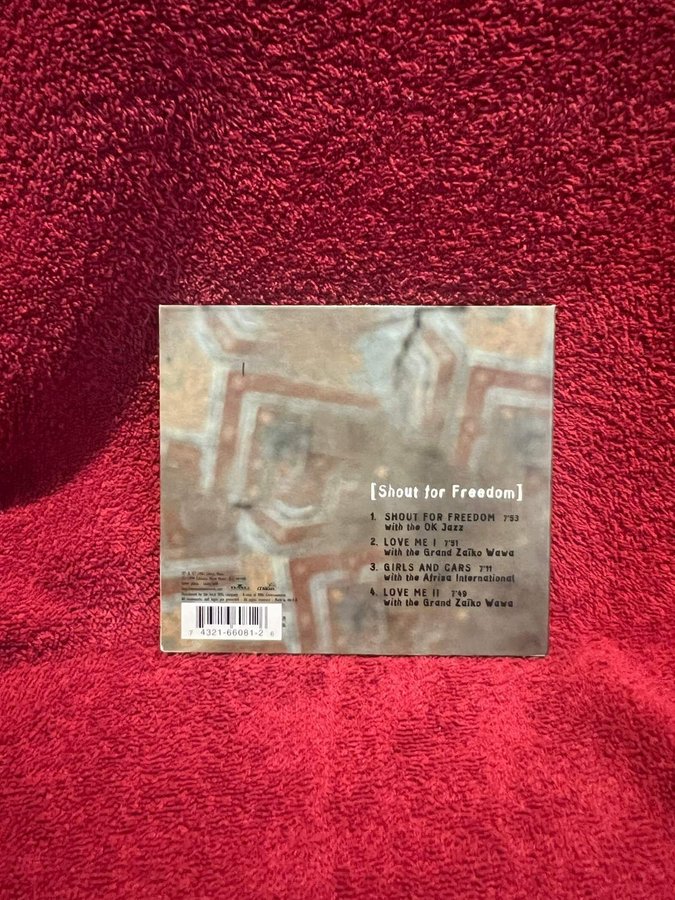 [Shout for Freedom]
1. SHOUT FOR FREEDOM 7'53
with the OK Jazz
2. LOVE ME I 7'51
with the Grand Zaïko Wawa
3. GIRLS AND CARS 7'11
with the Afrisa International
4. LOVE ME II 7'49
with the Grand Zaïko Wawa
BMG
7 4321-66081-2 8